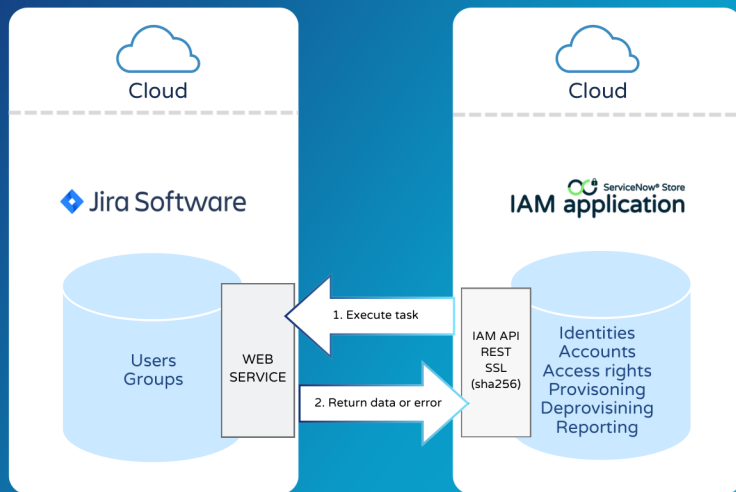 Cloud
Jira Software
Users
Groups
WEB
SERVICE
1. Execute task
2. Return data or error
Cloud
ServiceNow® Store
IAM application
IAM API
REST
SSL
(sha256)
Identities
Accounts
Access rights
Provisoning
Deprovisining
Reporting